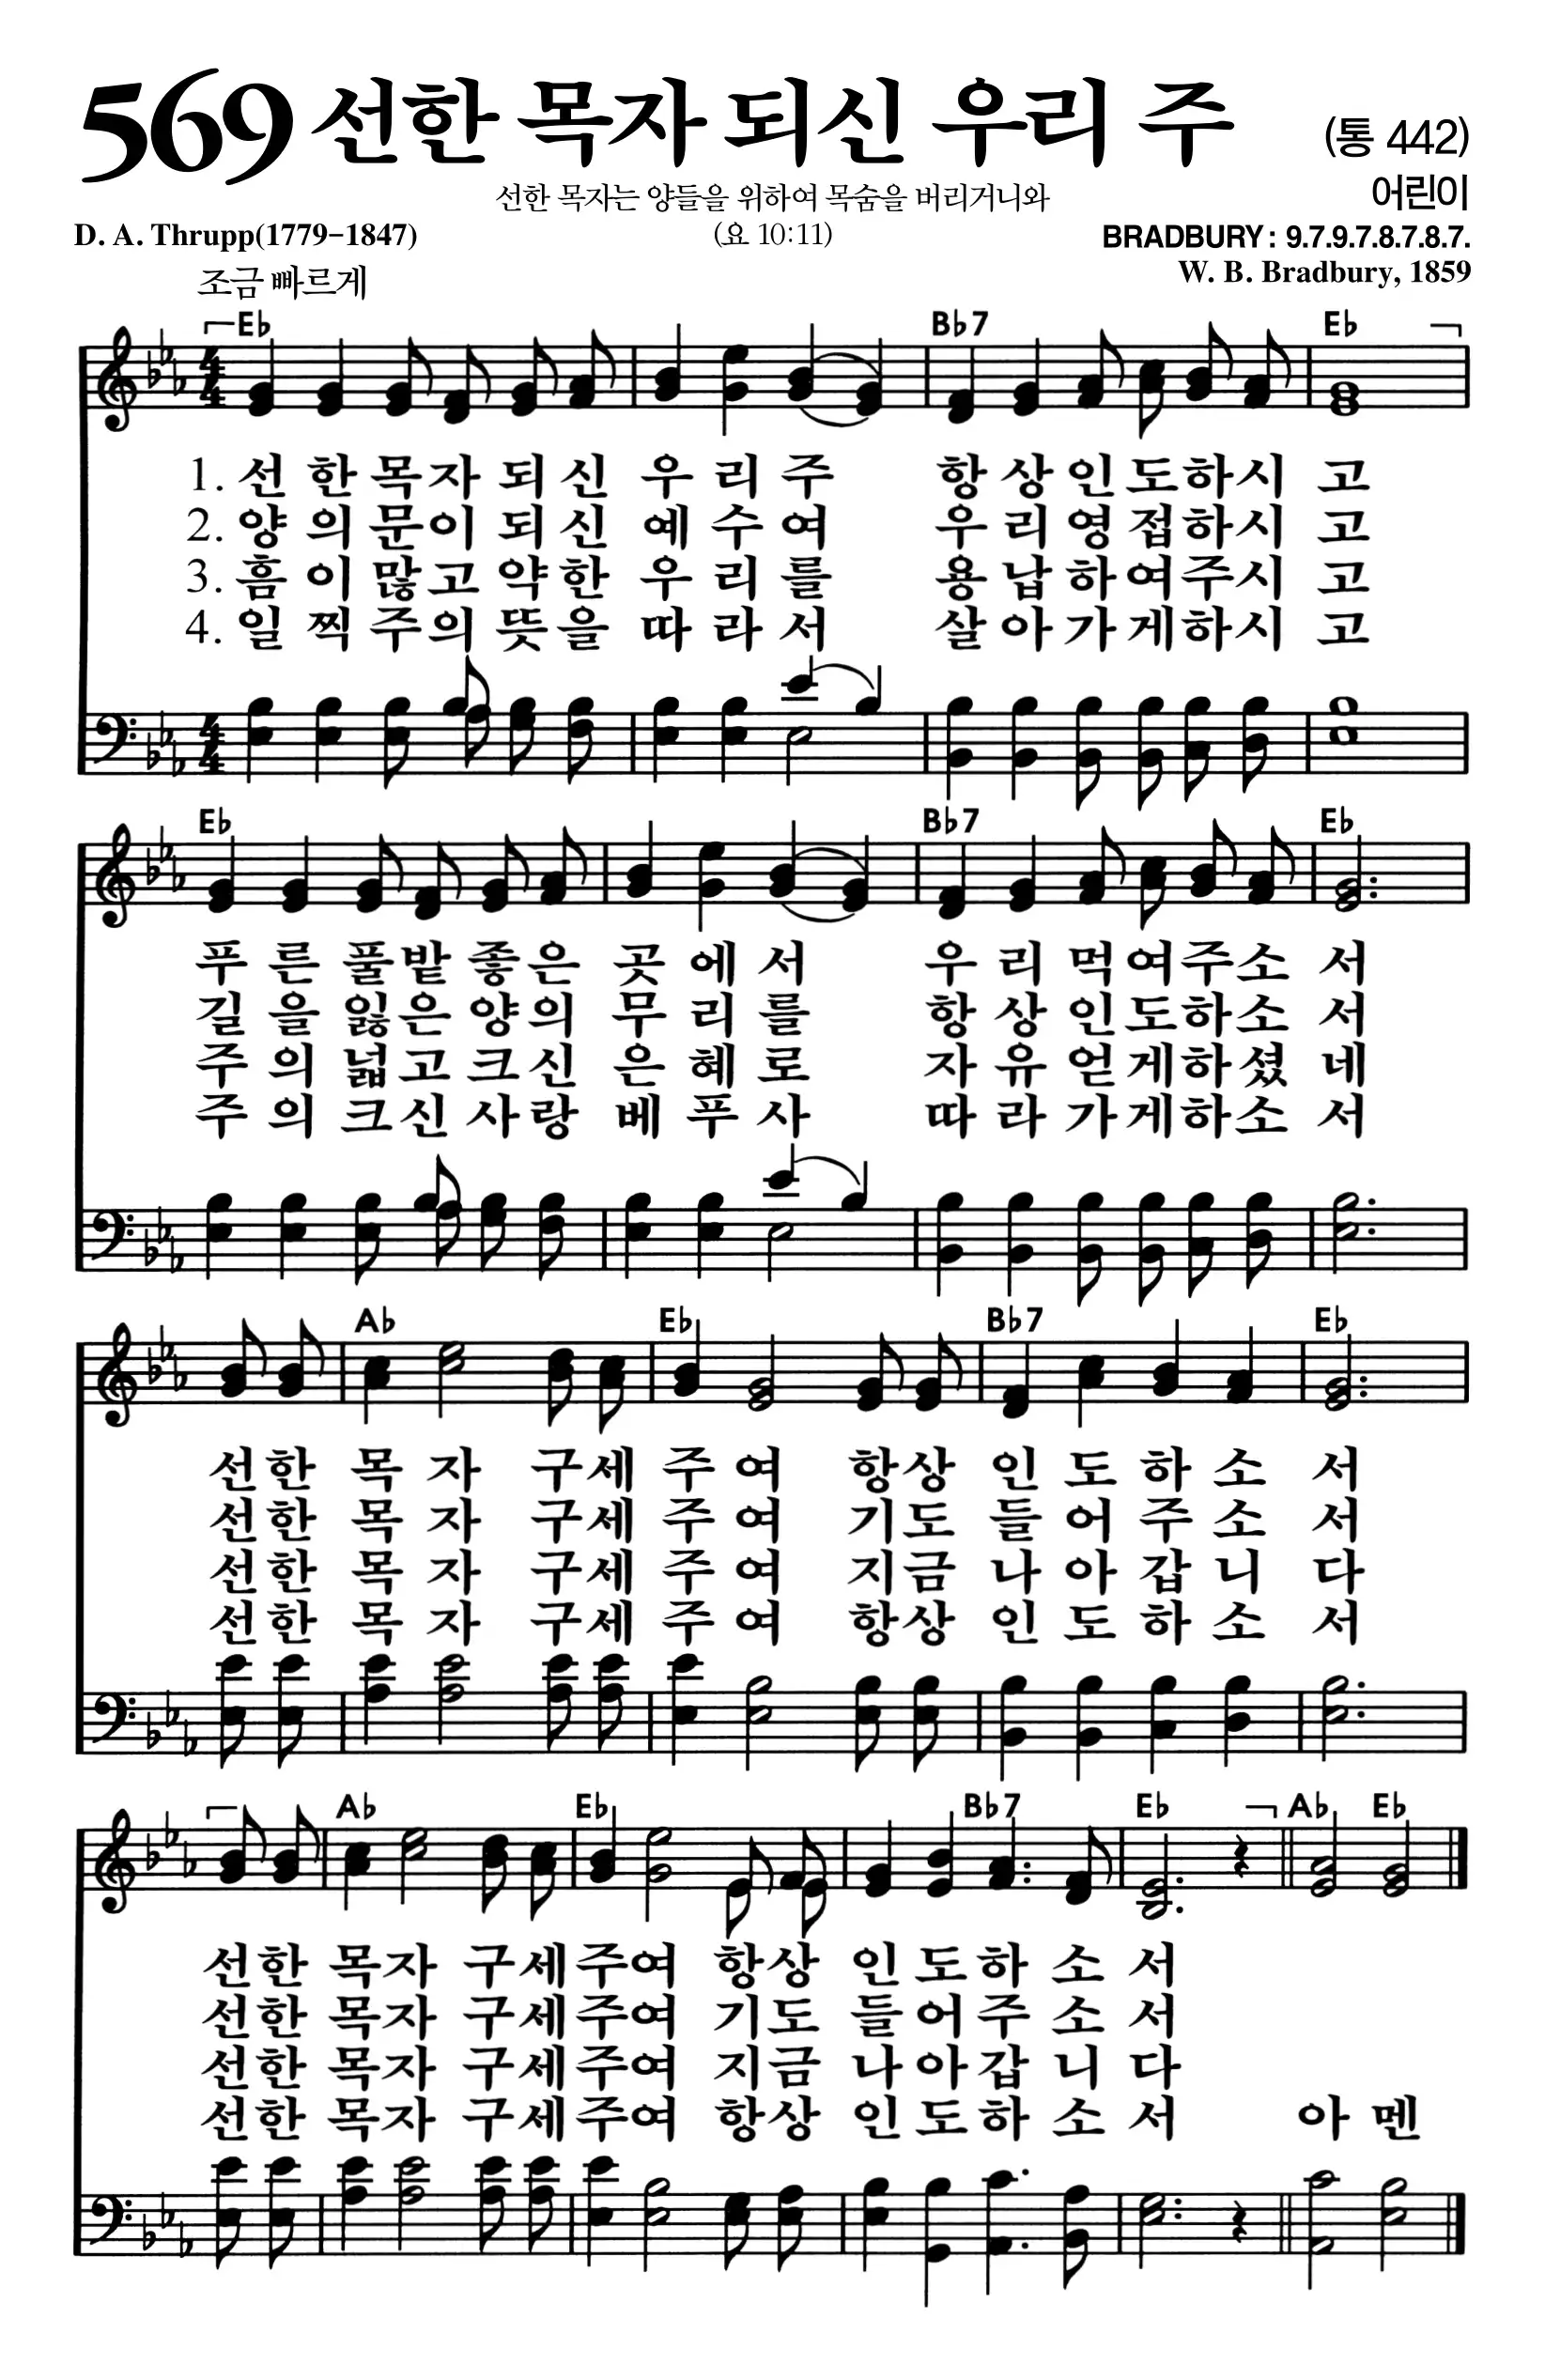 569 선한 목자 되신 우리 주 (통 442)
선한 목자는 양들을 위하여 목숨을 버리거니와 어린이
D. A. Thrupp(1779-1847) (요 10:11) BRADBURY: 9.7.9.7.8.7.8.7.
조금 빠르게 W. B. Bradbury, 1859
E♭ B♭7 E♭
1. 선 한 목 자 되 신 우 리 주 항 상 인 도 하 시 고
2. 양 의 문 이 되 신 예 수 여 우 리 영 접 하 시 고
3. 흠 이 많 고 약 한 우 리 를 용 납 하 여 주 시 고
4. 일 찍 주 의 뜻 을 따 라 서 살 아 가 게 하 시 고
E♭ B♭7 E♭
푸 른 풀 밭 좋 은 곳 에 서 우 리 먹 여 주 소 서
길 을 잃 은 양 의 무 리 를 항 상 인 도 하 소 서
주 의 넓 고 크 신 은 혜 로 자 유 얻 게 하 셨 네
주 의 크 신 사 랑 베 푸 사 따 라 가 게 하 소 서
A♭ E♭ B♭7 E♭
선 한 목 자 구 세 주 여 항 상 인 도 하 소 서
선 한 목 자 구 세 주 여 기 도 들 어 주 소 서
선 한 목 자 구 세 주 여 지 금 나 아 갑 니 다
선 한 목 자 구 세 주 여 항 상 인 도 하 소 서
A♭ E♭ B♭7 E♭ A♭ E♭
선 한 목 자 구 세 주 여 항 상 인 도 하 소 서
선 한 목 자 구 세 주 여 기 도 들 어 주 소 서
선 한 목 자 구 세 주 여 지 금 나 아 갑 니 다
선 한 목 자 구 세 주 여 항 상 인 도 하 소 서 아 멘